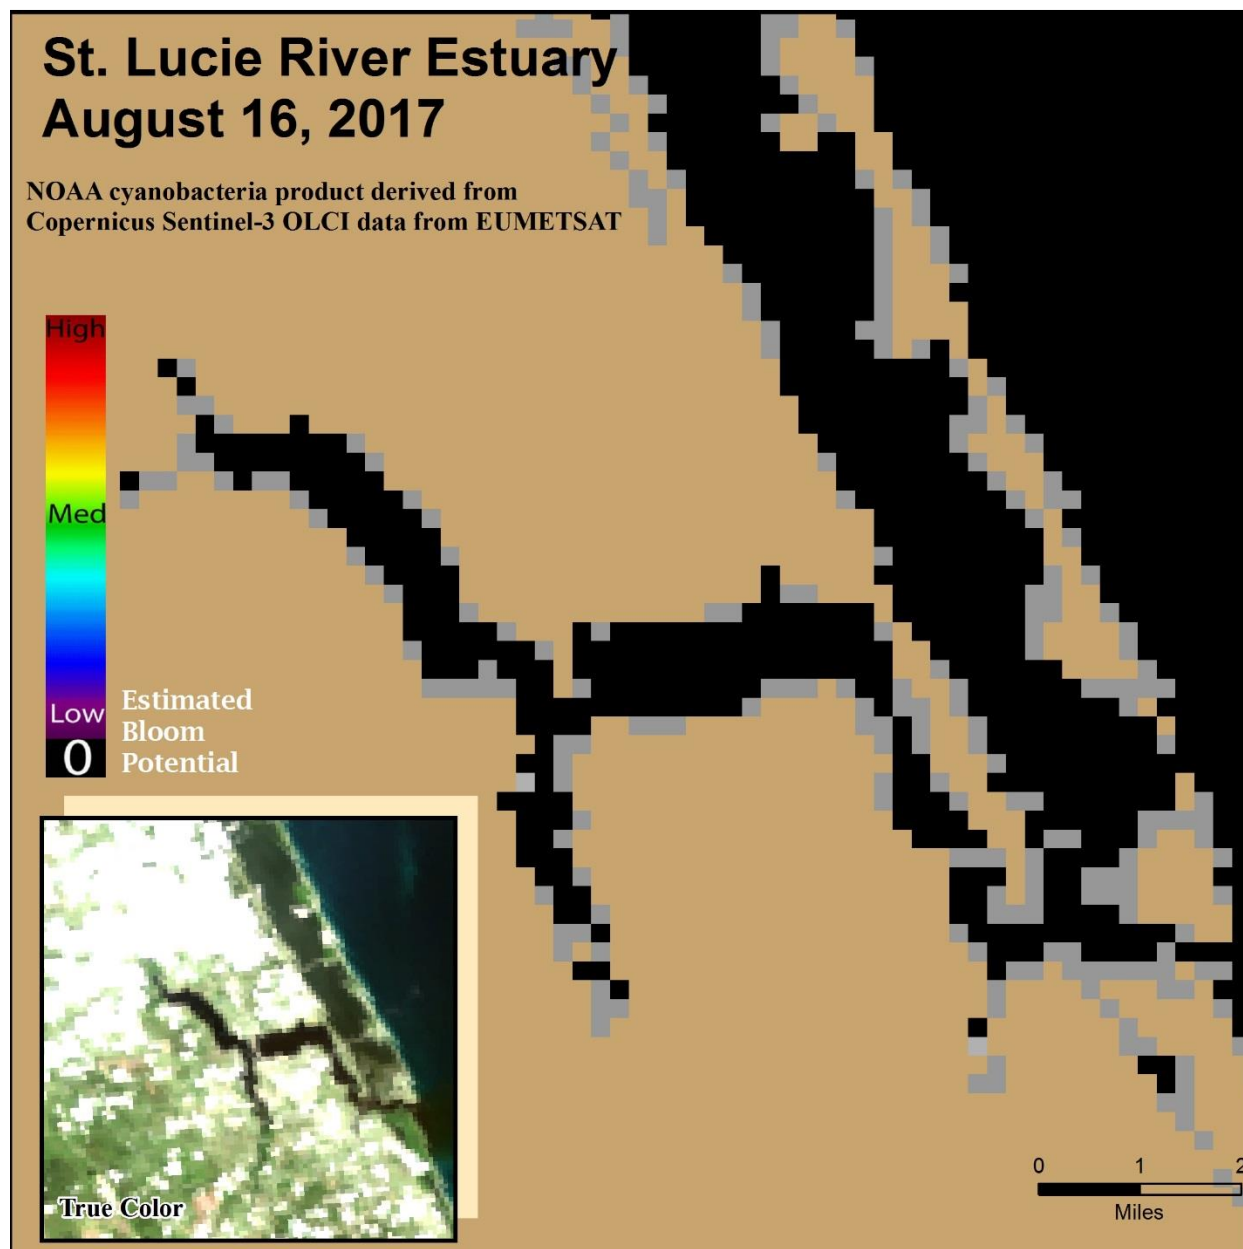 St. Lucie River Estuary
August 16, 2017
NOAA cyanobacteria product derived from
Copernicus Sentinel-3 OLCI data from EUMETSAT
High
Med
Low
0
Estimated
Bloom
Potential
True Color
0 1 2
Miles